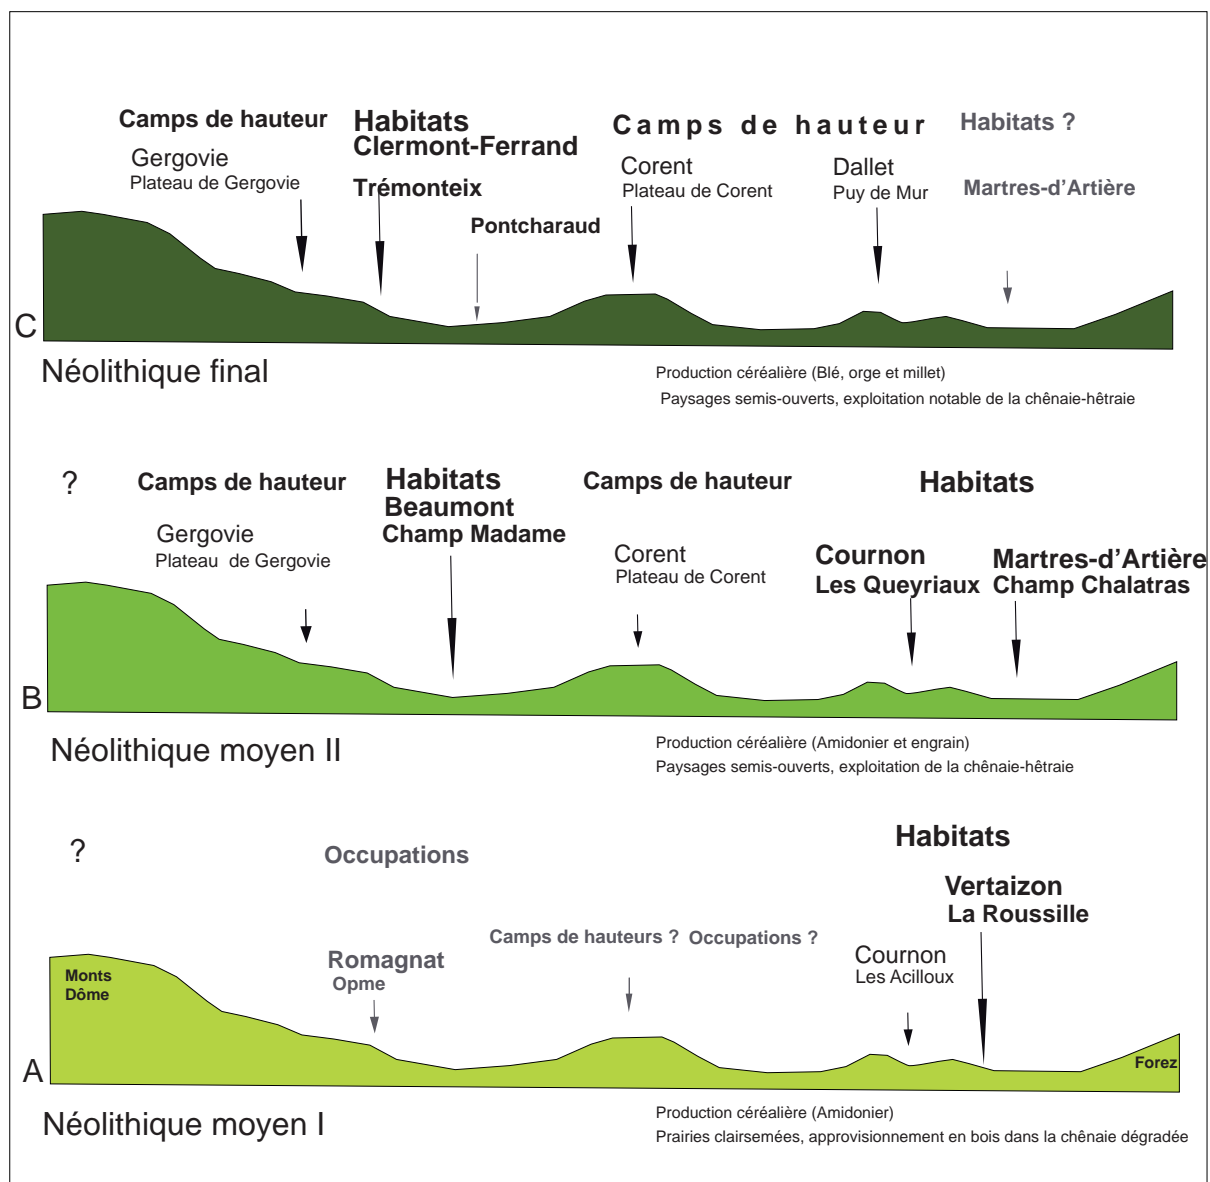 Camps de hauteur
Gergovie
Plateau de Gergovie
Habitats
Clermont-Ferrand
Trémonteix
Pontcharaud
Camps de hauteur
Corent
Plateau de Corent
Dallet
Puy de Mur
Habitats ?
Martres-d'Artière
C
Néolithique final
Production céréalière (Blé, orge et millet)
Paysages semis-ouverts, exploitation notable de la chênaie-hêtraie
?
Camps de hauteur
Gergovie
Plateau de Gergovie
Habitats
Beaumont
Champ Madame
Camps de hauteur
Corent
Plateau de Corent
Habitats
Cournon
Les Queyriaux
Martres-d'Artière
Champ Chalatras
B
Néolithique moyen II
Production céréalière (Amidonier et engrain)
Paysages semis-ouverts, exploitation de la chênaie-hêtraie
?
Occupations
Romagnat
Opme
Camps de hauteurs ? Occupations ?
Habitats
Vertaizon
La Roussille
Cournon
Les Acilloux
Monts
Dôme
Forez
A
Néolithique moyen I
Production céréalière (Amidonier)
Prairies clairsemées, approvisionnement en bois dans la chênaie dégradée